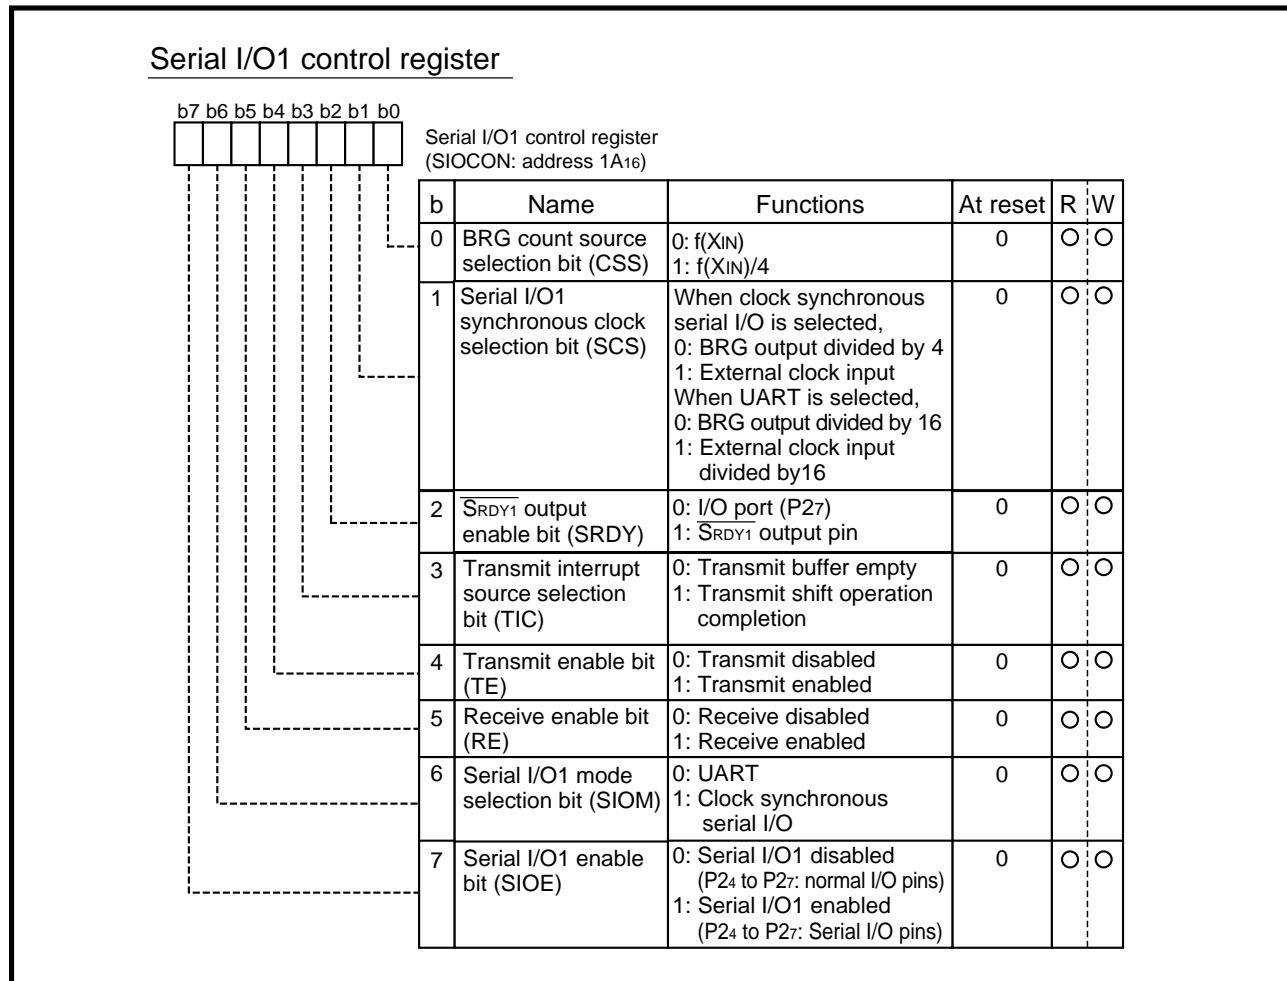 Serial I/O1 control register
b7 b6 b5 b4 b3 b2 b1 b0
Serial I/O1 control register
(SIOCON: address 1A16)
b Name Functions At reset R W
0 BRG count source selection bit (CSS) 0: f(XIN) 0 ○ ○
1: f(XIN)/4
1 Serial I/O1 When clock synchronous 0 ○ ○
synchronous clock serial I/O is selected,
selection bit (SCS) 0: BRG output divided by 4
1: External clock input
When UART is selected,
0: BRG output divided by 16
1: External clock input
divided by16
2 SRDY1 output 0: I/O port (P27) 0 ○ ○
enable bit (SRDY) 1: SRDY1 output pin
3 Transmit interrupt 0: Transmit buffer empty 0 ○ ○
source selection 1: Transmit shift operation
bit (TIC) completion
4 Transmit enable bit 0: Transmit disabled 0 ○ ○
(TE) 1: Transmit enabled
5 Receive enable bit 0: Receive disabled 0 ○ ○
(RE) 1: Receive enabled
6 Serial I/O1 mode 0: UART 0 ○ ○
selection bit (SIOM) 1: Clock synchronous
serial I/O
7 Serial I/O1 enable 0: Serial I/O1 disabled 0 ○ ○
bit (SIOE) (P24 to P27: normal I/O pins)
1: Serial I/O1 enabled
(P24 to P27: Serial I/O pins)